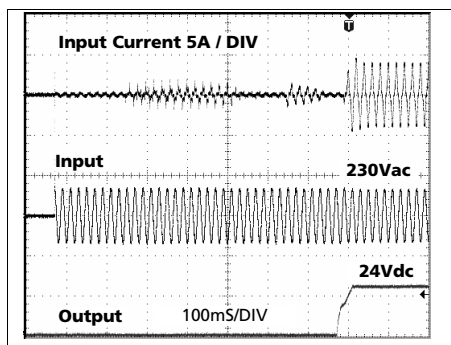 T
Input Current 5A / DIV
Input
230Vac
24Vdc
Output 100mS/DIV